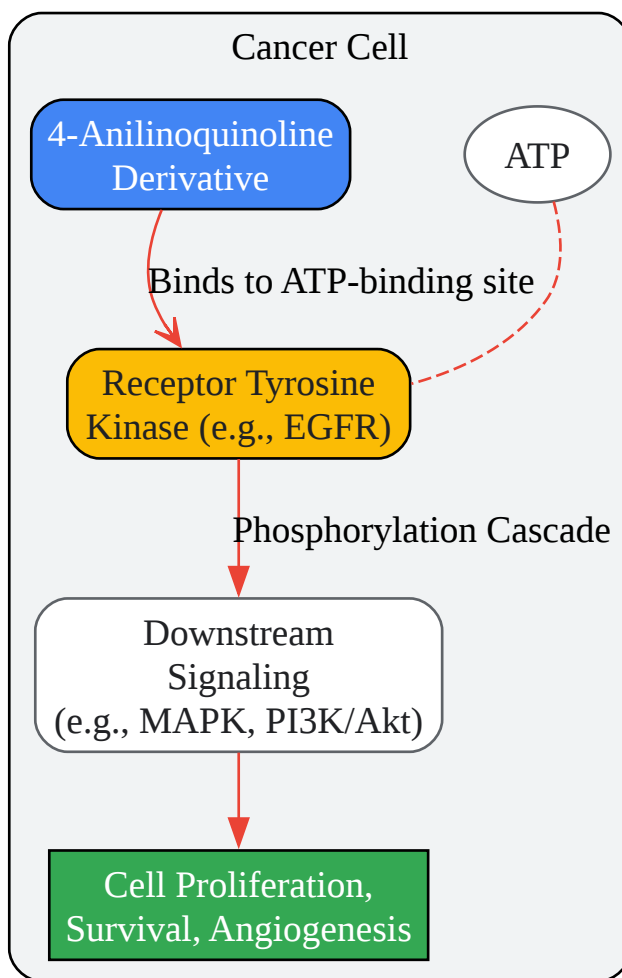 Cancer Cell
4-Anilinoquinoline
Derivative
ATP
Binds to ATP-binding site
Receptor Tyrosine
Kinase (e.g., EGFR)
Phosphorylation Cascade
Downstream
Signaling
(e.g., MAPK, PI3K/Akt)
Cell Proliferation,
Survival, Angiogenesis